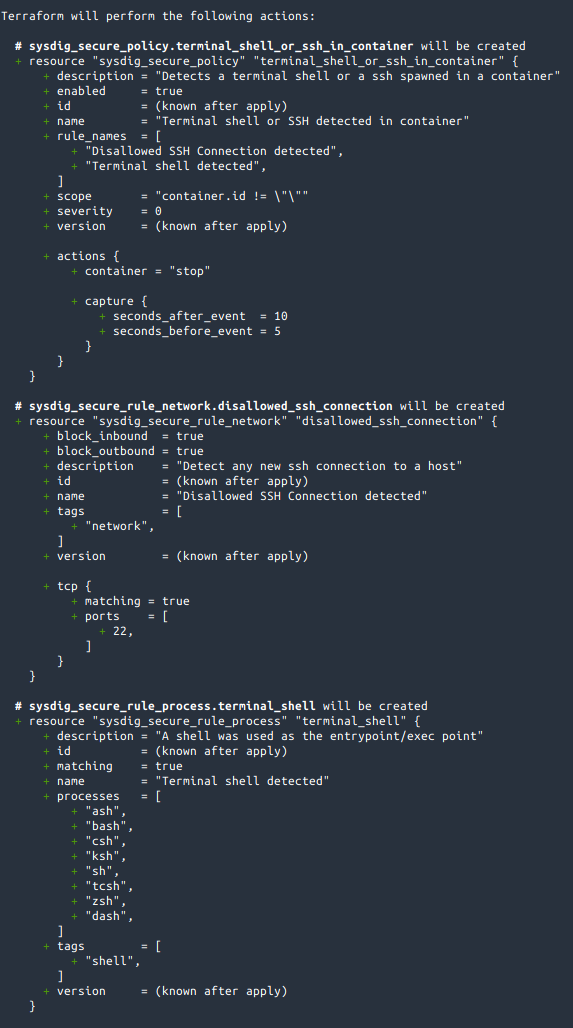 Terraform will perform the following actions:

  # sysdig_secure_policy.terminal_shell_or_ssh_in_container will be created
  + resource "sysdig_secure_policy" "terminal_shell_or_ssh_in_container" {
      + description = "Detects a terminal shell or a ssh spawned in a container"
      + enabled     = true
      + id          = (known after apply)
      + name        = "Terminal shell or SSH detected in container"
      + rule_names  = [
          + "Disallowed SSH Connection detected",
          + "Terminal shell detected",
        ]
      + scope       = "container.id != \"\""
      + severity    = 0
      + version     = (known after apply)

      + actions {
          + container = "stop"

          + capture {
              + seconds_after_event  = 10
              + seconds_before_event = 5
            }
        }
    }

  # sysdig_secure_rule_network.disallowed_ssh_connection will be created
  + resource "sysdig_secure_rule_network" "disallowed_ssh_connection" {
      + block_inbound  = true
      + block_outbound = true
      + description    = "Detect any new ssh connection to a host"
      + id             = (known after apply)
      + name           = "Disallowed SSH Connection detected"
      + tags           = [
          + "network",
        ]
      + version        = (known after apply)

      + tcp {
          + matching = true
          + ports    = [
              + 22,
            ]
        }
    }

  # sysdig_secure_rule_process.terminal_shell will be created
  + resource "sysdig_secure_rule_process" "terminal_shell" {
      + description = "A shell was used as the entrypoint/exec point"
      + id          = (known after apply)
      + matching    = true
      + name        = "Terminal shell detected"
      + processes   = [
          + "ash",
          + "bash",
          + "csh",
          + "ksh",
          + "sh",
          + "tcsh",
          + "zsh",
          + "dash",
        ]
      + tags        = [
          + "shell",
        ]
      + version     = (known after apply)
    }